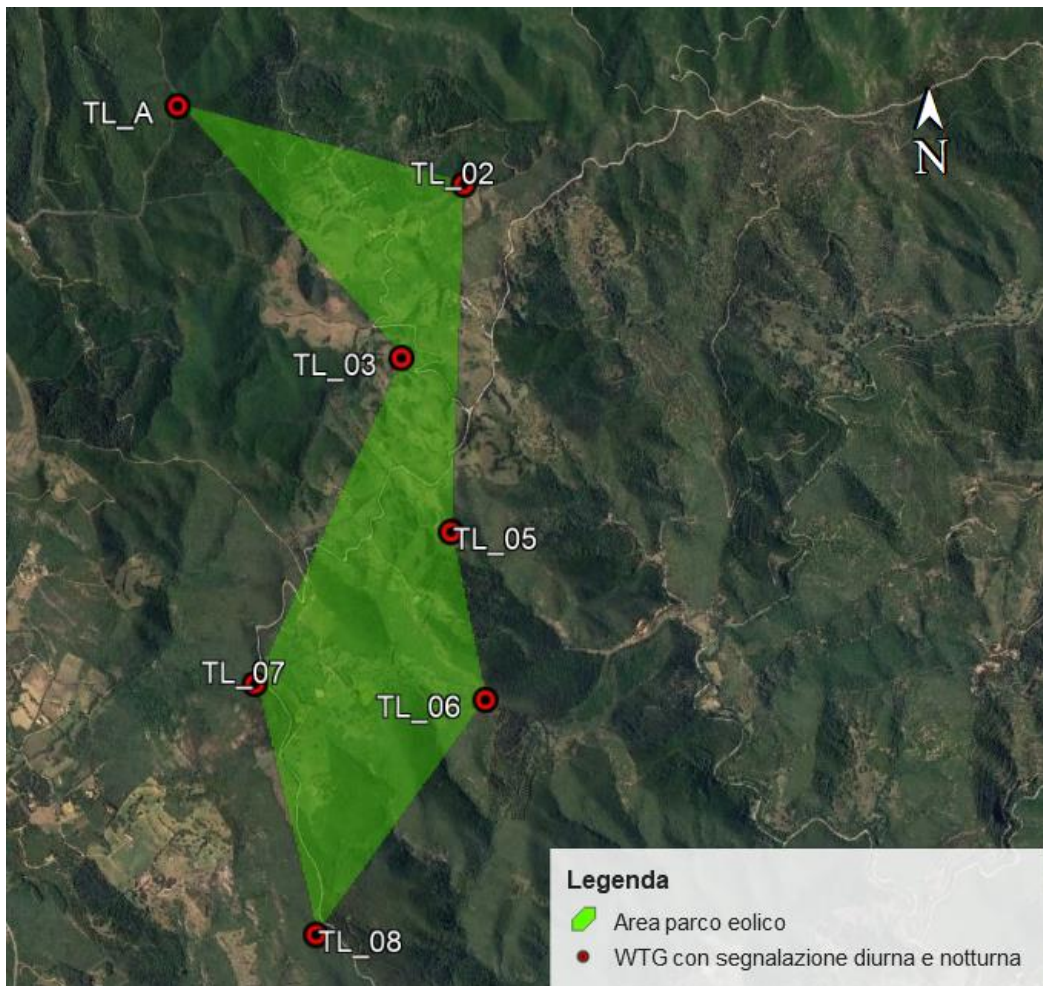 TL_A
TL_02
N
TL_03
TL_05
TL_07
TL_06
TL_08
Legenda
Area parco eolico
WTG con segnalazione diurna e notturna